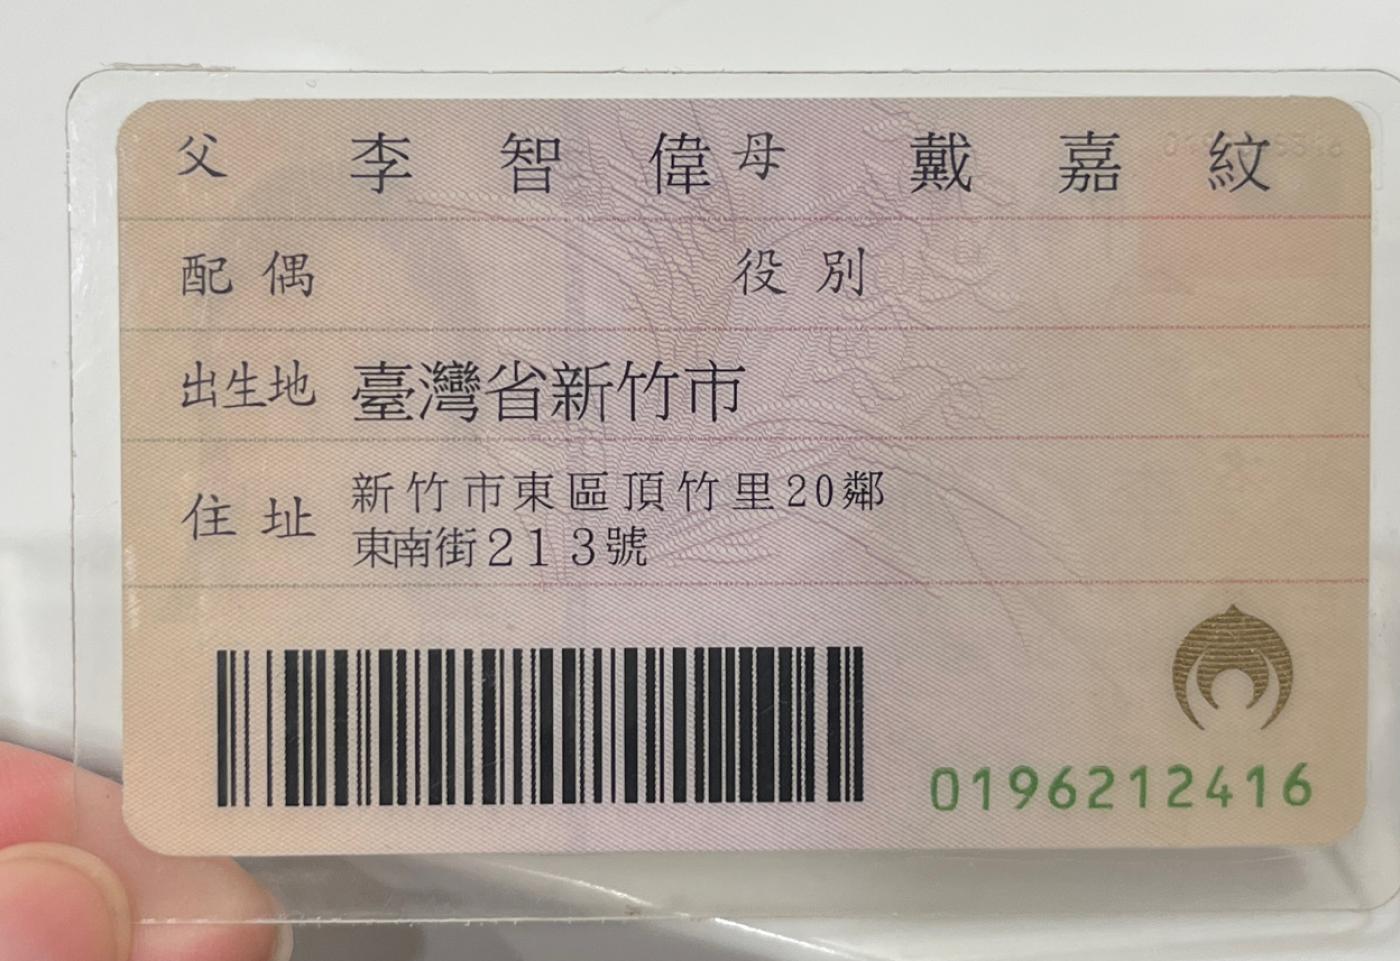 父 李智偉 母 戴嘉紋
配偶 役別
出生地 臺灣省新竹市
住址 新竹市東區頂竹里20鄰
東南街213號
0196212416